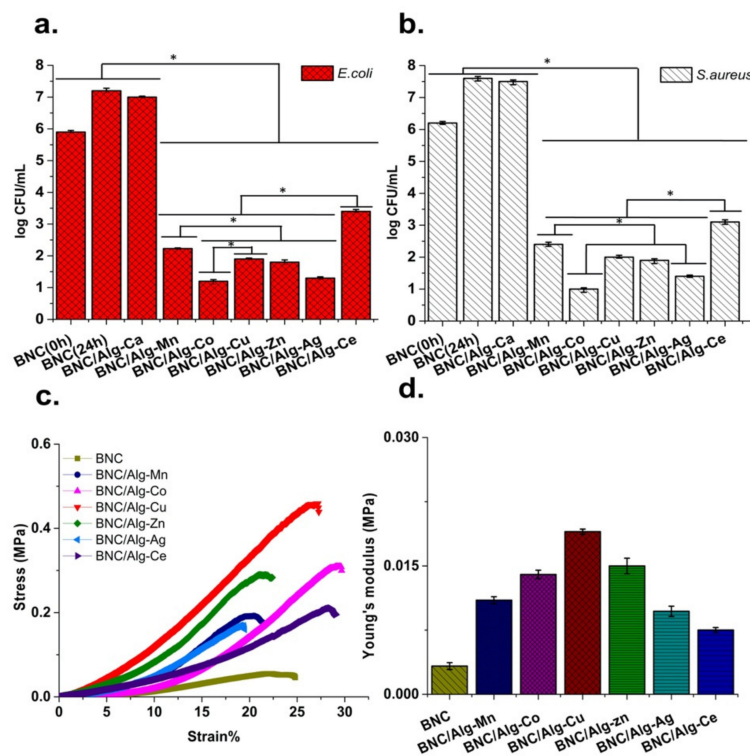 a.
*
E.coli
log CFU/mL
8
7
6
5
4
3
2
1
0
*
*
*
BNC(0h)
BNC(24h)
BNC/Alg-Ca
BNC/Alg-Mn
BNC/Alg-Co
BNC/Alg-Cu
BNC/Alg-Zn
BNC/Alg-Ag
BNC/Alg-Ce
b.
*
S.aureus
log CFU/mL
8
7
6
5
4
3
2
1
0
*
*
BNC(0h)
BNC(24h)
BNC/Alg-Ca
BNC/Alg-Mn
BNC/Alg-Co
BNC/Alg-Cu
BNC/Alg-Zn
BNC/Alg-Ag
BNC/Alg-Ce
c.
Stress (MPa)
0.6
0.4
0.2
0.0
BNC
BNC/Alg-Mn
BNC/Alg-Co
BNC/Alg-Cu
BNC/Alg-Zn
BNC/Alg-Ag
BNC/Alg-Ce
0 5 10 15 20 25 30 35
Strain%
d.
Young's modulus (MPa)
0.030
0.015
0.000
BNC
BNC/Alg-Mn
BNC/Alg-Co
BNC/Alg-Cu
BNC/Alg-zn
BNC/Alg-Ag
BNC/Alg-Ce